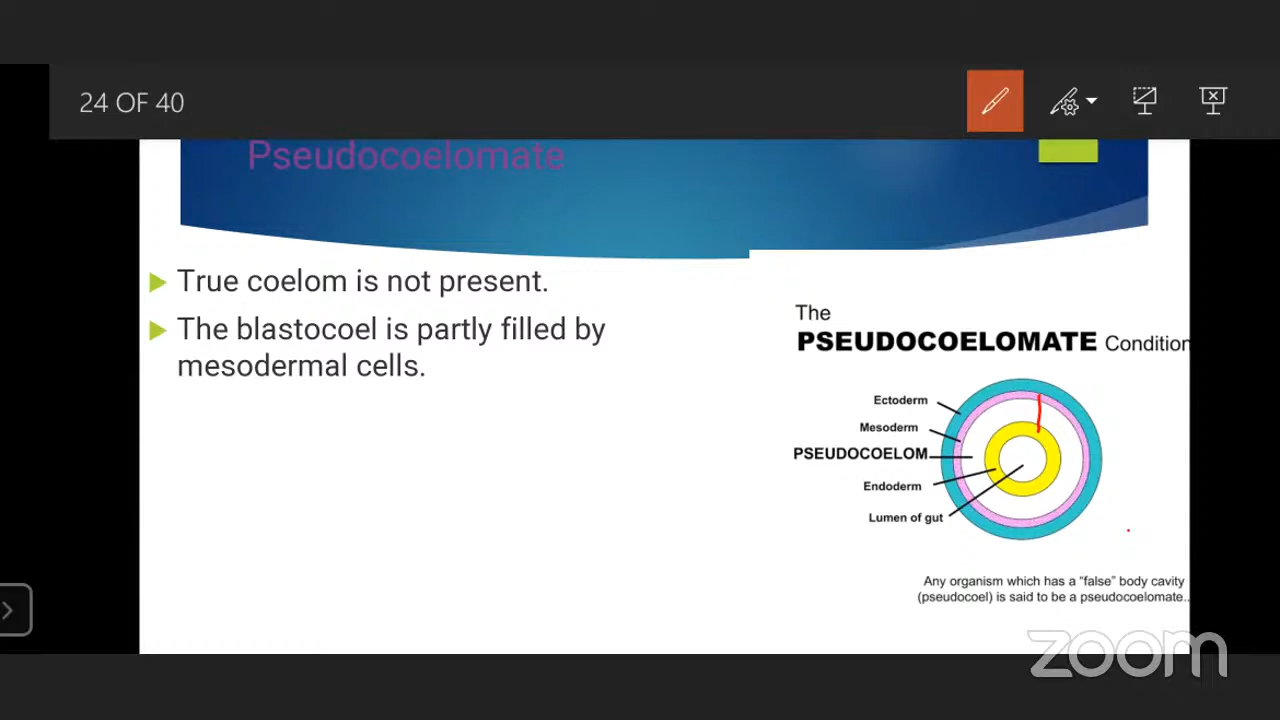 24 OF 40
Pseudocoelomate
True coelom is not present.
The blastocoel is partly filled by
mesodermal cells.
The
PSEUDOCOELOMATE Condition
Ectoderm
Mesoderm
PSEUDOCOELOM
Endoderm
Lumen of gut
Any organism which has a "false" body cavity
(pseudocoel) is said to be a pseudocoelomate..
zoom